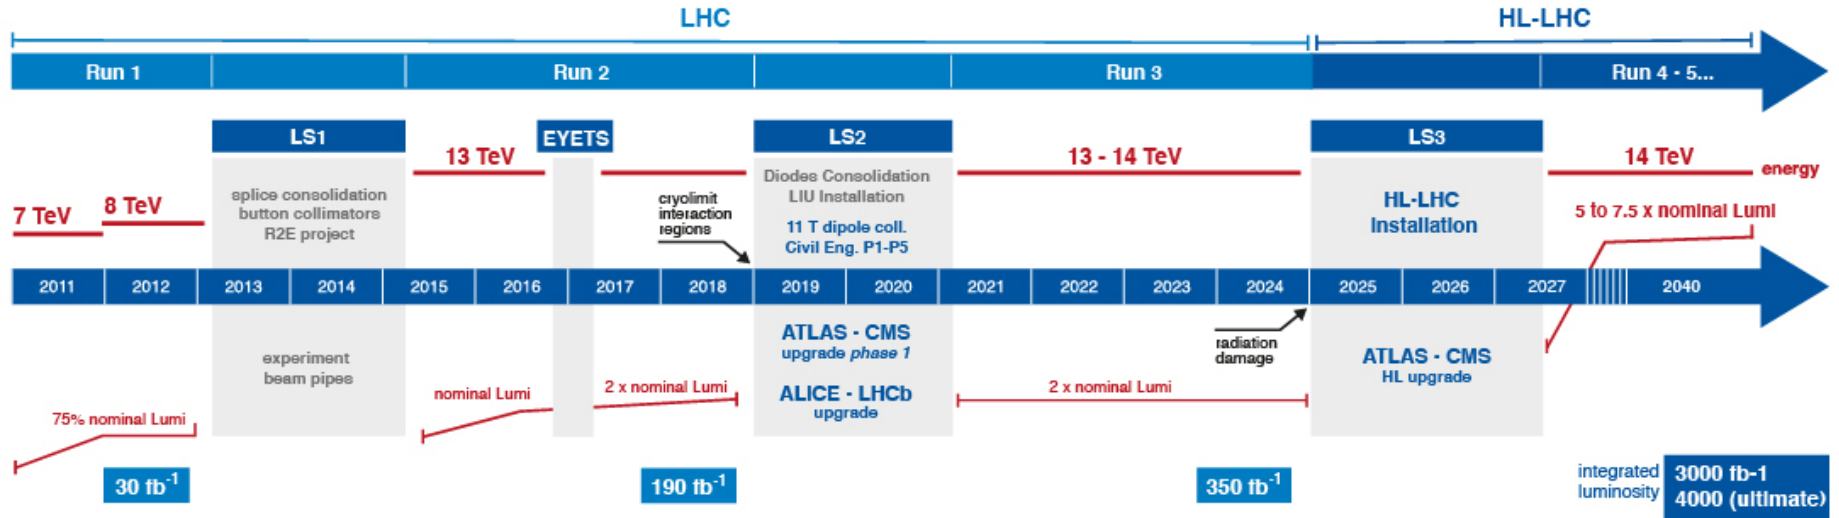 LHC
HL-LHC
Run 1
Run 2
Run 3
Run 4 - 5...
LS1
EYETS
LS2
LS3
13 TeV
13 - 14 TeV
14 TeV
energy
7 TeV
8 TeV
splice consolidation
button collimators
R2E project
cryolimit
interaction
regions
Diodes Consolidation
LIU Installation
11 T dipole coll.
Civil Eng. P1-P5
HL-LHC
Installation
5 to 7.5 x nominal Lumi
2011
2012
2013
2014
2015
2016
2017
2018
2019
2020
2021
2022
2023
2024
2025
2026
2027
2040
experiment
beam pipes
ATLAS - CMS
upgrade phase 1
ALICE - LHCb
upgrade
radiation
damage
ATLAS - CMS
HL upgrade
75% nominal Lumi
nominal Lumi
2 x nominal Lumi
2 x nominal Lumi
30 fb-1
190 fb-1
350 fb-1
integrated
luminosity
3000 fb-1
4000 (ultimate)